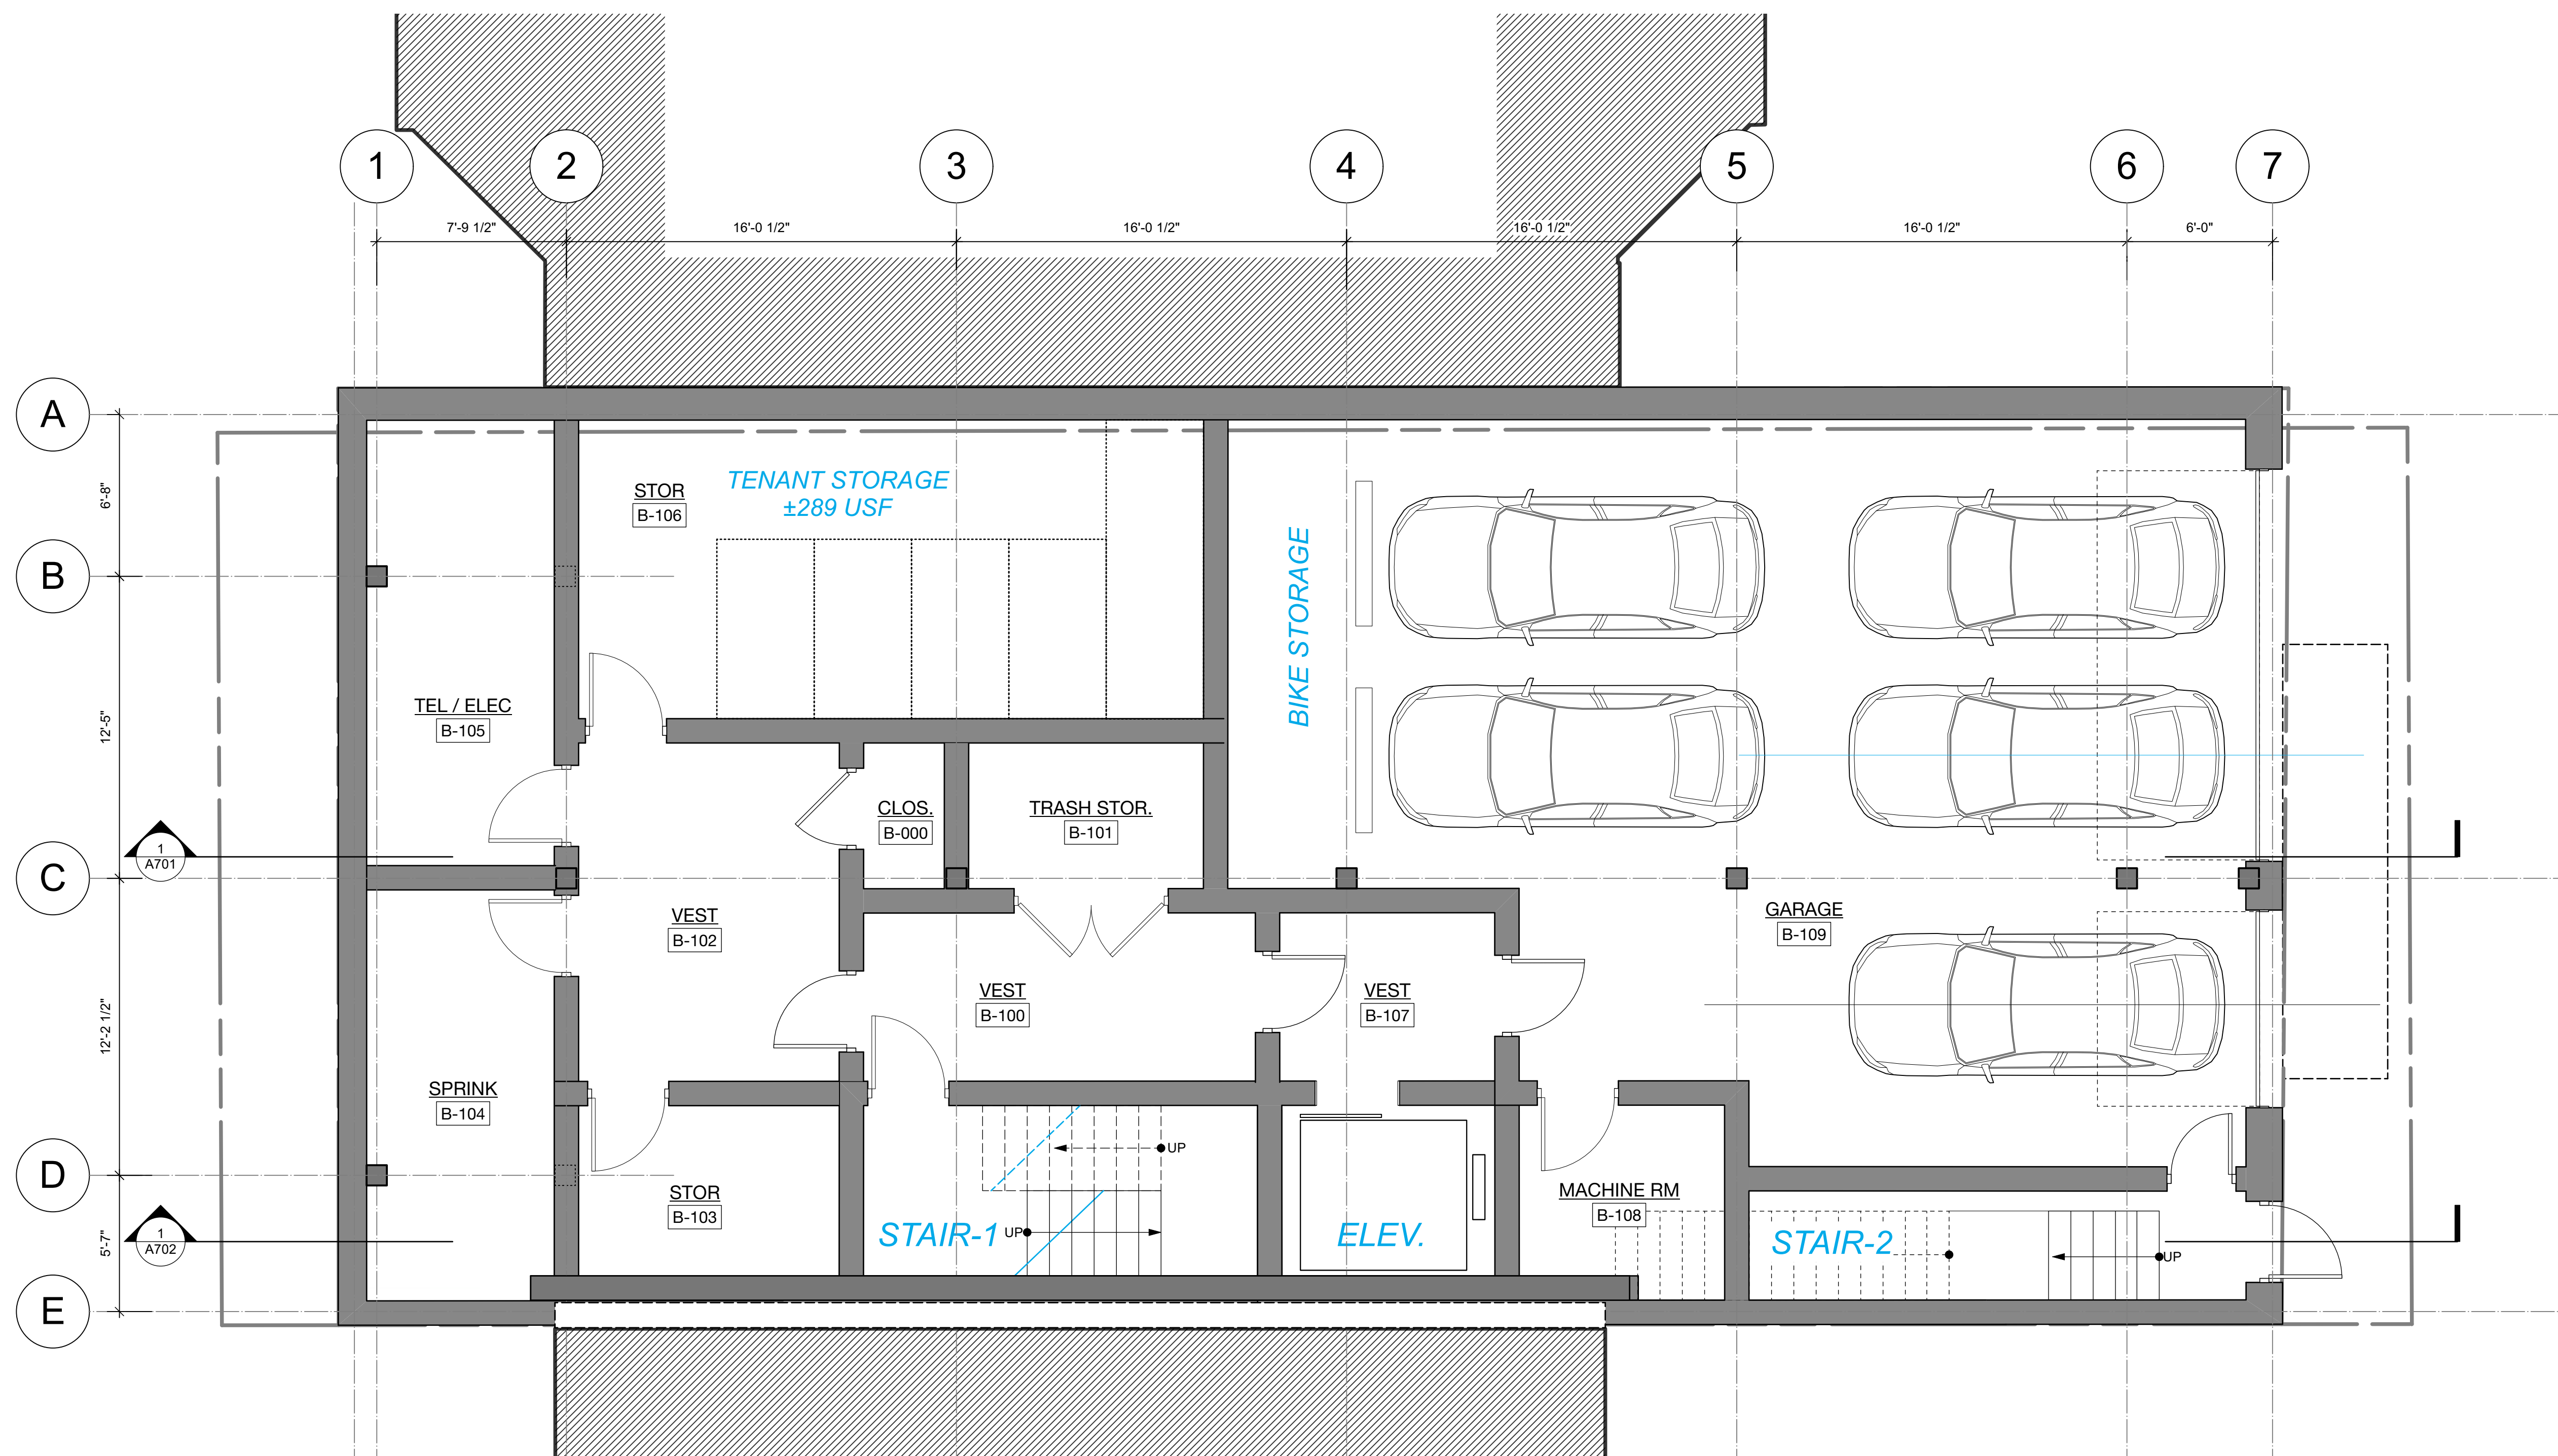 1
2
3
4
5
6
7
7'-9 1/2"
16'-0 1/2"
16'-0 1/2"
16'-0 1/2"
16'-0 1/2"
6'-0"
A
B
C
D
E
6'-8"
12'-5"
12'-2 1/2"
5'-7"
STOR
B-106
TENANT STORAGE
±289 USF
BIKE STORAGE
TEL / ELEC
B-105
CLOS.
B-000
TRASH STOR.
B-101
1
A701
VEST
B-102
GARAGE
B-109
VEST
B-100
VEST
B-107
SPRINK
B-104
UP
STOR
B-103
MACHINE RM
B-108
STAIR-1
UP
ELEV.
STAIR-2
UP
1
A702